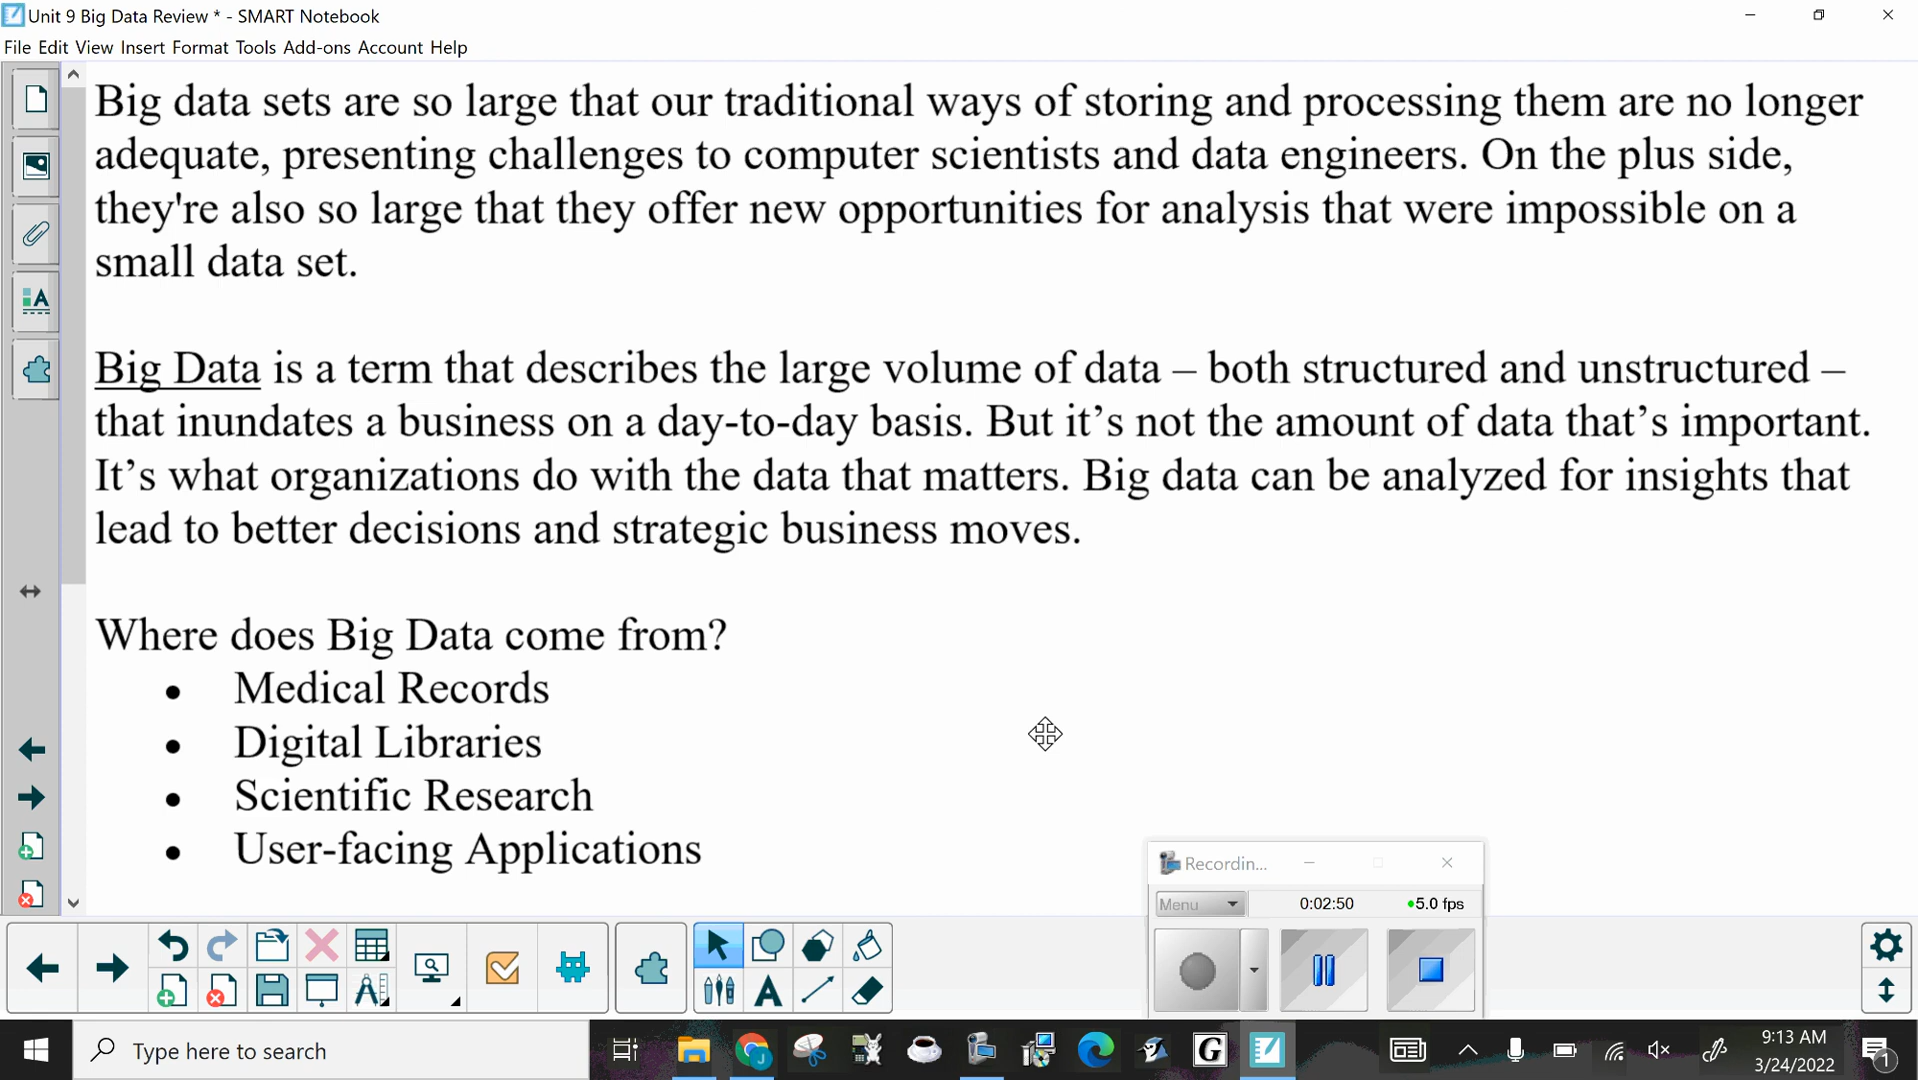 Unit 9 Big Data Review * - SMART Notebook
File Edit View Insert Format Tools Add-ons Account Help
Big data sets are so large that our traditional ways of storing and processing them are no longer
adequate, presenting challenges to computer scientists and data engineers. On the plus side,
they're also so large that they offer new opportunities for analysis that were impossible on a
small data set.
Big Data is a term that describes the large volume of data – both structured and unstructured –
that inundates a business on a day-to-day basis. But it’s not the amount of data that’s important.
It’s what organizations do with the data that matters. Big data can be analyzed for insights that
lead to better decisions and strategic business moves.
Where does Big Data come from?
• Medical Records
• Digital Libraries
• Scientific Research
• User-facing Applications
Recordin...
Menu 0:02:50 5.0 fps
Type here to search
9:13 AM
3/24/2022
1